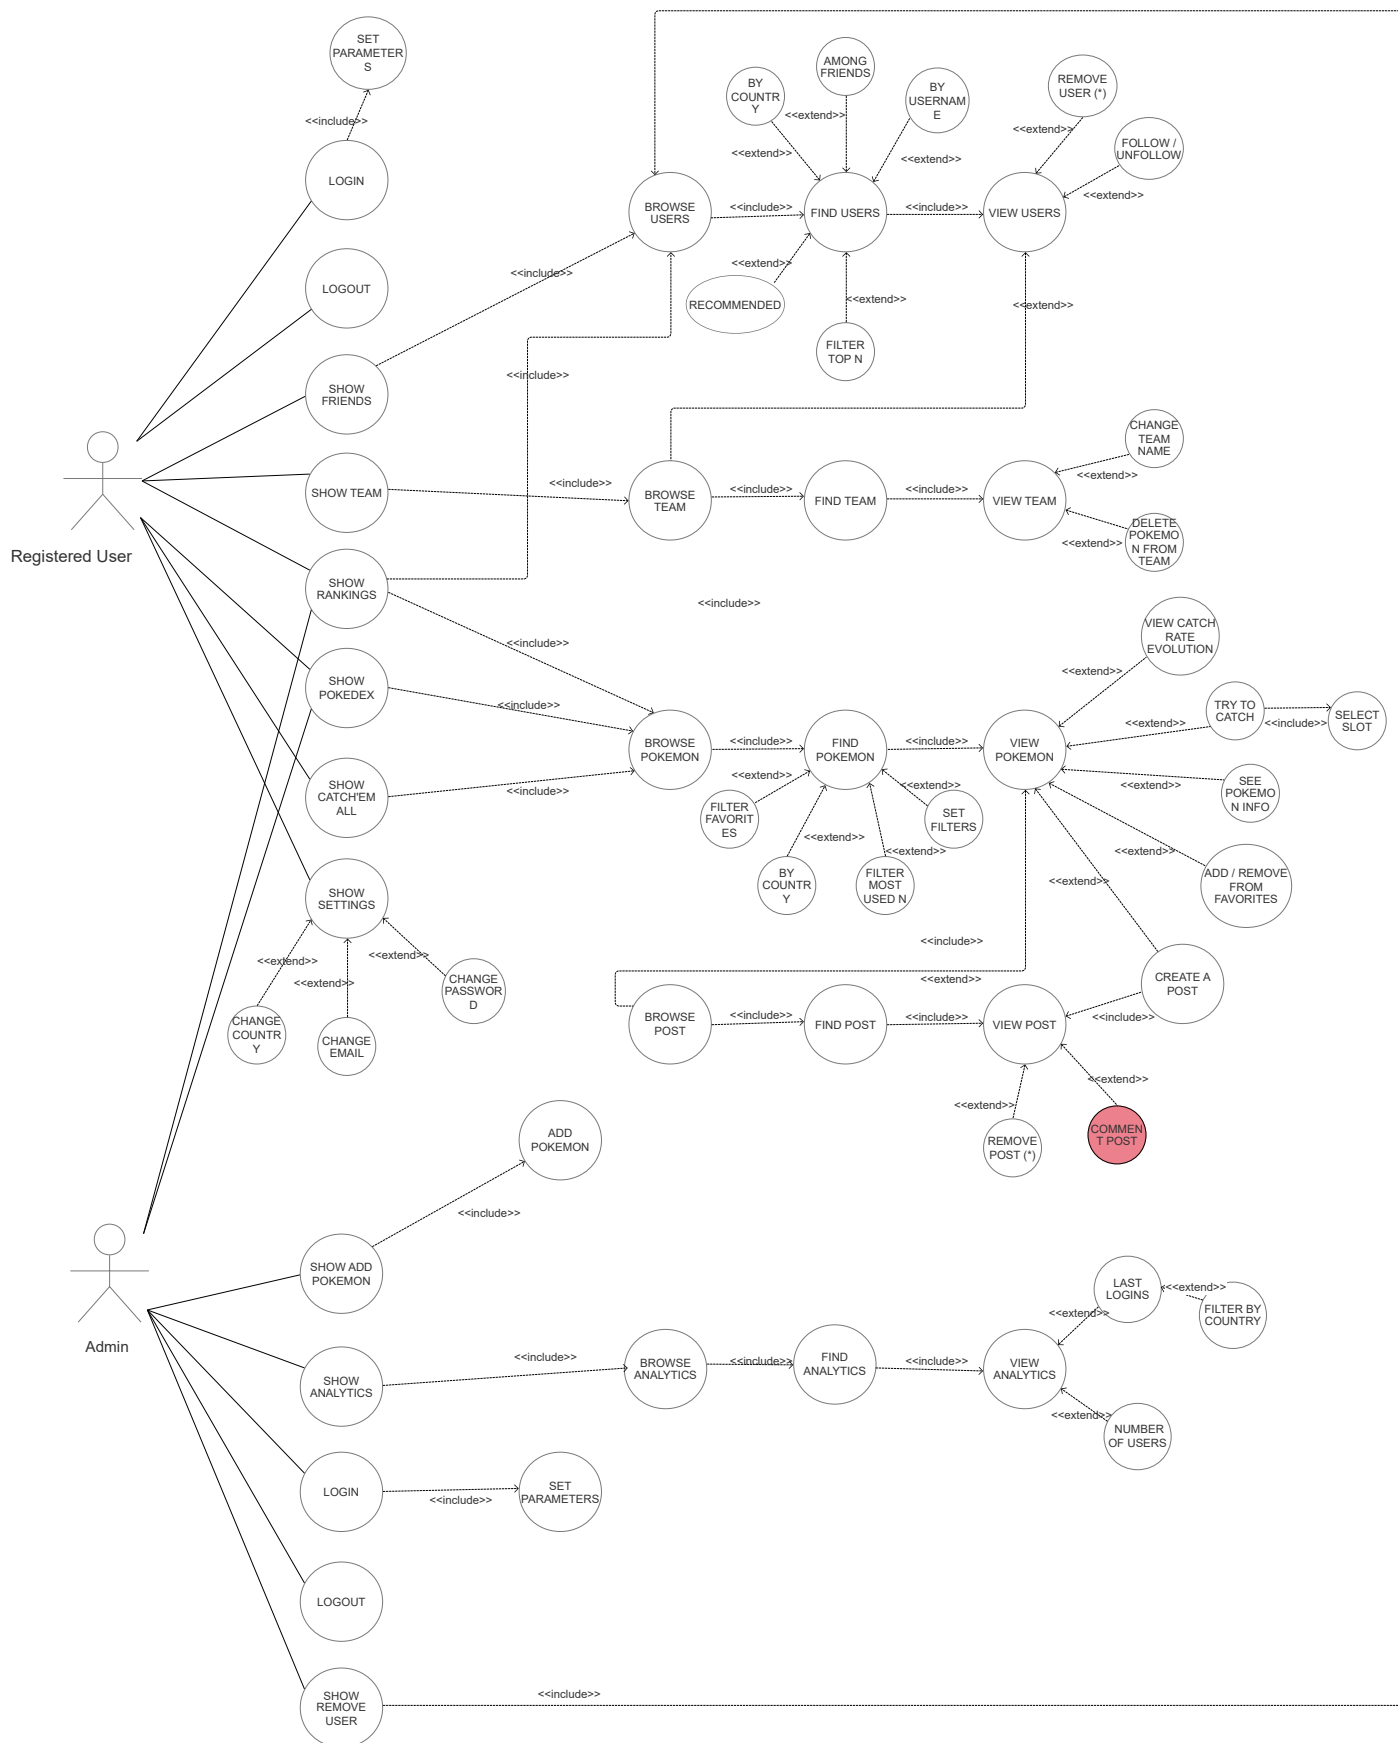 SET
PARAMETER
S
<<include>>
LOGIN
LOGOUT
SHOW
FRIENDS
<<include>>
SHOW TEAM
<<include>>
Registered User
SHOW
RANKINGS
<<include>>
<<include>>
SHOW
POKEDEX
<<include>>
SHOW
CATCH'EM
ALL
<<include>>
SHOW
SETTINGS
<<extend>>
<<extend>>
<<extend>>
CHANGE
COUNTR
Y
CHANGE
EMAIL
CHANGE
PASSWOR
D
BROWSE
USERS
<<include>>
FIND USERS
<<include>>
VIEW USERS
BY
COUNTR
Y
<<extend>>
AMONG
FRIENDS
<<extend>>
BY
USERNAM
E
<<extend>>
RECOMMENDED
<<extend>>
FILTER
TOP N
<<extend>>
REMOVE
USER (*)
<<extend>>
FOLLOW /
UNFOLLOW
<<extend>>
<<extend>>
BROWSE
TEAM
<<include>>
FIND TEAM
<<include>>
VIEW TEAM
CHANGE
TEAM
NAME
<<extend>>
DELETE
POKEMO
N FROM
TEAM
<<extend>>
<<include>>
BROWSE
POKEMON
<<include>>
FIND
POKEMON
<<include>>
VIEW
POKEMON
FILTER
FAVORIT
ES
<<extend>>
BY
COUNTR
Y
<<extend>>
FILTER
MOST
USED N
<<extend>>
SET
FILTERS
<<extend>>
VIEW CATCH
RATE
EVOLUTION
<<extend>>
TRY TO
CATCH
<<extend>>
<<include>>
SELECT
SLOT
SEE
POKEMO
N INFO
<<extend>>
ADD / REMOVE
FROM
FAVORITES
<<extend>>
<<extend>>
CREATE A
POST
<<include>>
<<include>>
<<extend>>
BROWSE
POST
<<include>>
FIND POST
<<include>>
VIEW POST
<<extend>>
REMOVE
POST (*)
<<extend>>
COMMEN
T POST
ADD
POKEMON
<<include>>
SHOW ADD
POKEMON
Admin
SHOW
ANALYTICS
<<include>>
BROWSE
ANALYTICS
<<include>>
FIND
ANALYTICS
<<include>>
VIEW
ANALYTICS
LAST
LOGINS
<<extend>>
<<extend>>
FILTER BY
COUNTRY
<<extend>>
NUMBER
OF USERS
LOGIN
<<include>>
SET
PARAMETERS
LOGOUT
SHOW
REMOVE
USER
<<include>>